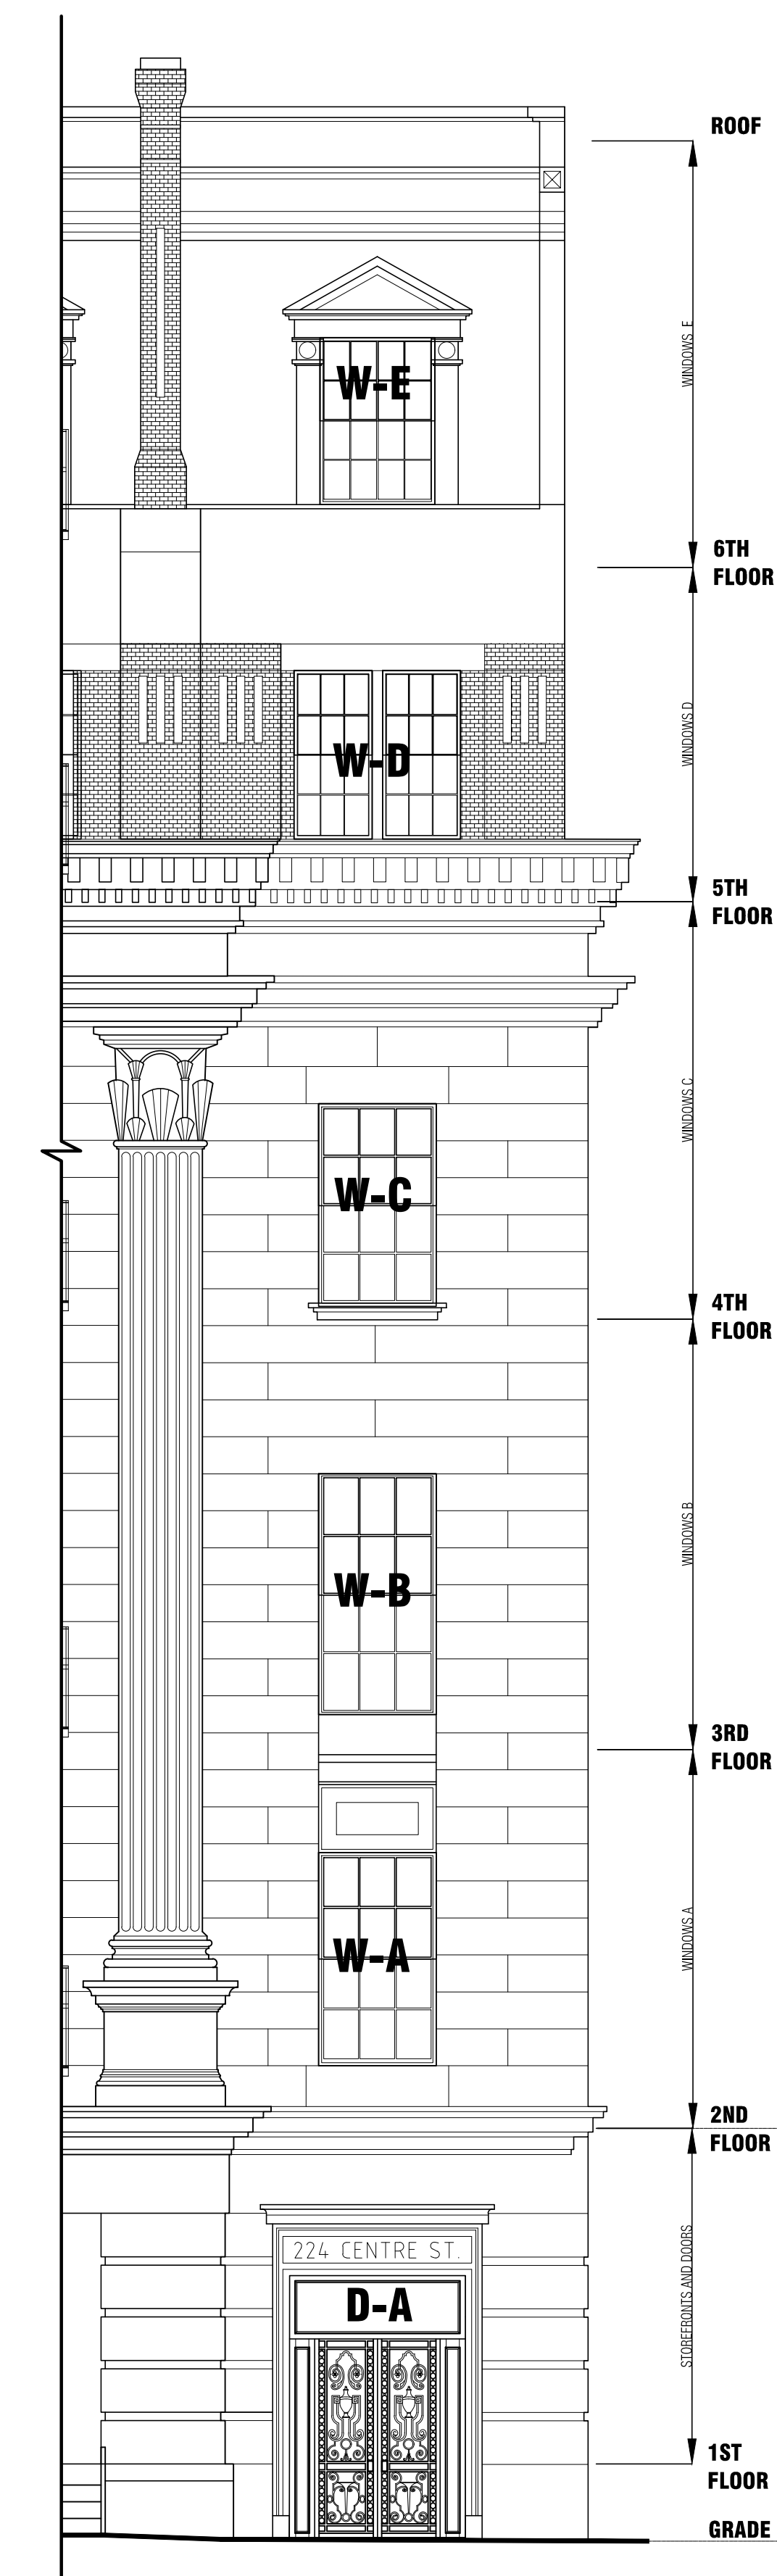 ROOF
WINDOWS E
W-E
6TH
FLOOR
WINDOWS D
W-D
5TH
FLOOR
WINDOWS C
W-C
4TH
FLOOR
WINDOWS B
W-B
3RD
FLOOR
WINDOWS A
W-A
2ND
FLOOR
STOREFRONTS AND DOORS
224 CENTRE ST.
D-A
1ST
FLOOR
GRADE